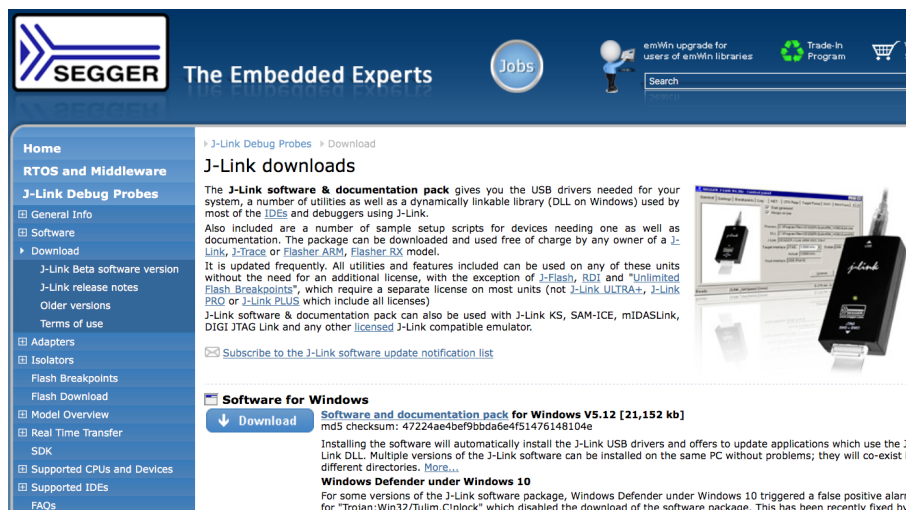 SEGGER
The Embedded Experts
Jobs
emWin upgrade for
users of emWin libraries
Trade-In
Program
Search
Home
RTOS and Middleware
J-Link Debug Probes
General Info
Software
Download
J-Link Beta software version
J-Link release notes
Older versions
Terms of use
Adapters
Isolators
Flash Breakpoints
Flash Download
Model Overview
Real Time Transfer
SDK
Supported CPUs and Devices
Supported IDEs
FAQs
J-Link Debug Probes Download
J-Link downloads
The J-Link software & documentation pack gives you the USB drivers needed for your
system, a number of utilities as well as a dynamically linkable library (DLL on Windows) used by
most of the IDEs and debuggers using J-Link.
Also included are a number of sample setup scripts for devices needing one as well as
documentation. The package can be downloaded and used free of charge by any owner of a J-
Link, J-Trace or Flasher ARM, Flasher RX model.
It is updated frequently. All utilities and features included can be used on any of these units
without the need for an additional license, with the exception of J-Flash, RDI and "Unlimited
Flash Breakpoints", which require a separate license on most units (not J-Link ULTRA+, J-Link
PRO or J-Link PLUS which include all licenses)
J-Link software & documentation pack can also be used with J-Link KS, SAM-ICE, mIDASLink,
DIGI JTAG Link and any other licensed J-Link compatible emulator.
Subscribe to the J-Link software update notification list
J-Link
Software for Windows
Download
Software and documentation pack for Windows V5.12 [21,152 kb]
md5 checksum: 47224ae4bef9bbda6e4f51476148104e
Installing the software will automatically install the J-Link USB drivers and offers to update applications which use the J
Link DLL. Multiple versions of the J-Link software can be installed on the same PC without problems; they will co-exist i
different directories. More...
Windows Defender under Windows 10
For some versions of the J-Link software package, Windows Defender under Windows 10 triggered a false positive alarr
for "Trojan:Win32/Tulim.C!plock" which disabled the download of the software package. This has been recently fixed by